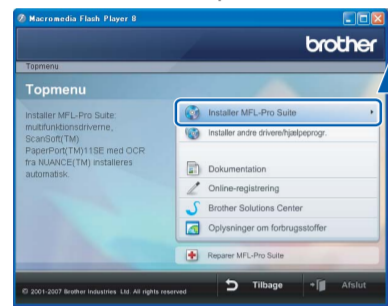 Macromedia Flash Player 8
brother
Topmenu
Topmenu
Installer MFL-Pro Suite:
multifunktionsdriverne,
ScanSoft(TM)
PaperPort(TM)11SE med OCR
fra NUANCE(TM) installeres
automatisk.
Installer MFL-Pro Suite
Installer andre drivere/hjælpeprogr.
Dokumentation
Online-registrering
Brother Solutions Center
Oplysninger om forbrugsstoffer
Reparer MFL-Pro Suite
© 2001-2007 Brother Industries Ltd. All rights reserved
Tilbage
Afslut